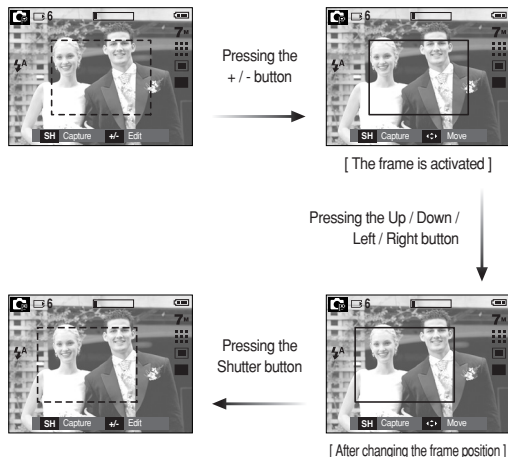 6
7M
A
SH Capture +/- Edit
Pressing the
+ / - button
6
7M
A
SH Capture Move
[ The frame is activated ]
Pressing the Up / Down /
Left / Right button
6
7M
A
SH Capture Move
[ After changing the frame position ]
Pressing the
Shutter button
6
7M
A
SH Capture +/- Edit